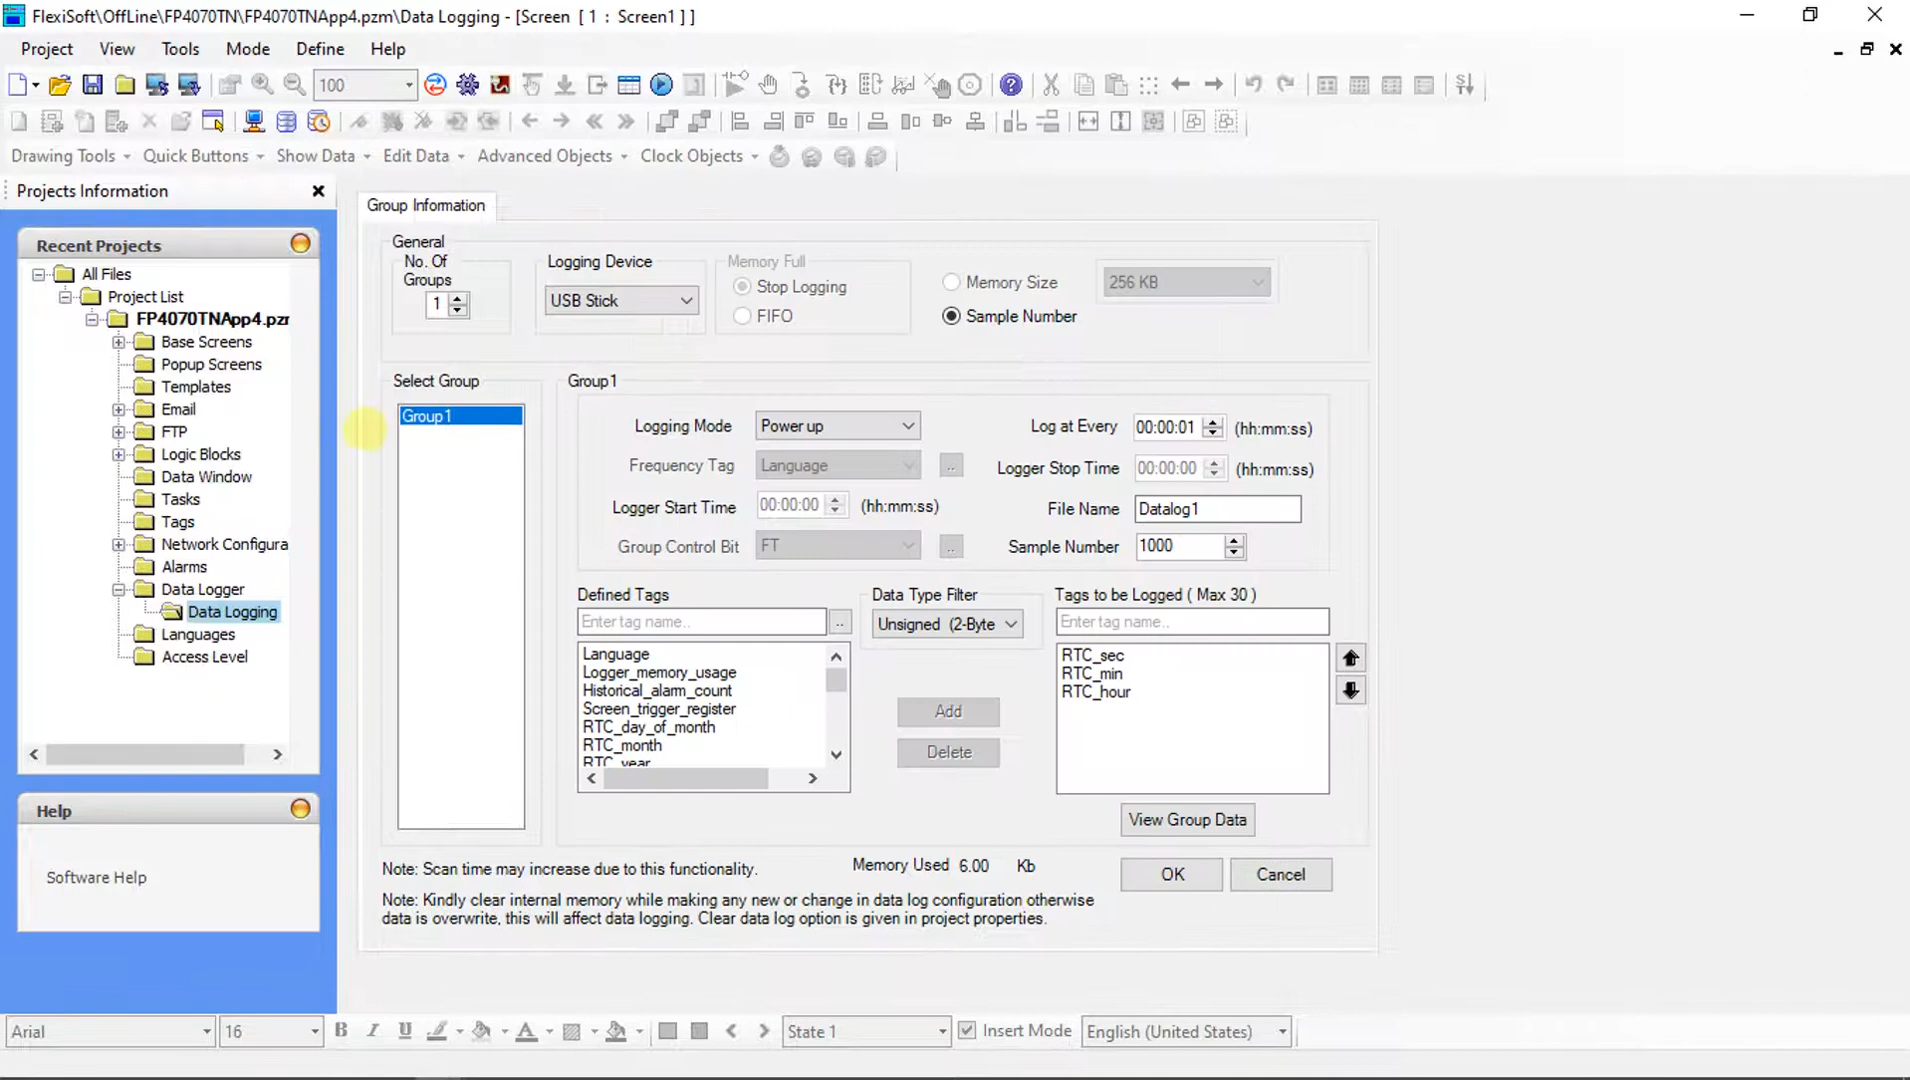 FlexiSoft\OffLine\FP4070TN\FP4070TNApp4.pzm\Data Logging - [Screen [ 1 : Screen1 ] ]
Project View Tools Mode Define Help
100
Drawing Tools Quick Buttons Show Data Edit Data Advanced Objects Clock Objects
Projects Information
Recent Projects
All Files
Project List
FP4070TNApp4.pzr
Base Screens
Popup Screens
Templates
Email
FTP
Logic Blocks
Data Window
Tasks
Tags
Network Configura
Alarms
Data Logger
Data Logging
Languages
Access Level
Help
Software Help
Group Information
General
No. Of
Groups
1
Logging Device
USB Stick
Memory Full
Stop Logging
FIFO
Memory Size
256 KB
Sample Number
Select Group
Group1
Group1
Logging Mode Power up
Log at Every 00:00:01 (hh:mm:ss)
Frequency Tag Language ..
Logger Stop Time 00:00:00 (hh:mm:ss)
Logger Start Time 00:00:00 (hh:mm:ss)
File Name Datalog1
Group Control Bit FT ..
Sample Number 1000
Defined Tags
Enter tag name.. ..
Language
Logger_memory_usage
Historical_alarm_count
Screen_trigger_register
RTC_day_of_month
RTC_month
RTC_year
Data Type Filter
Unsigned (2-Byte
Add
Delete
Tags to be Logged ( Max 30 )
Enter tag name..
RTC_sec
RTC_min
RTC_hour
View Group Data
Note: Scan time may increase due to this functionality.
Memory Used 6.00 Kb
OK Cancel
Note: Kindly clear internal memory while making any new or change in data log configuration otherwise
data is overwrite, this will affect data logging. Clear data log option is given in project properties.
Arial 16 B I U A State 1 Insert Mode English (United States)